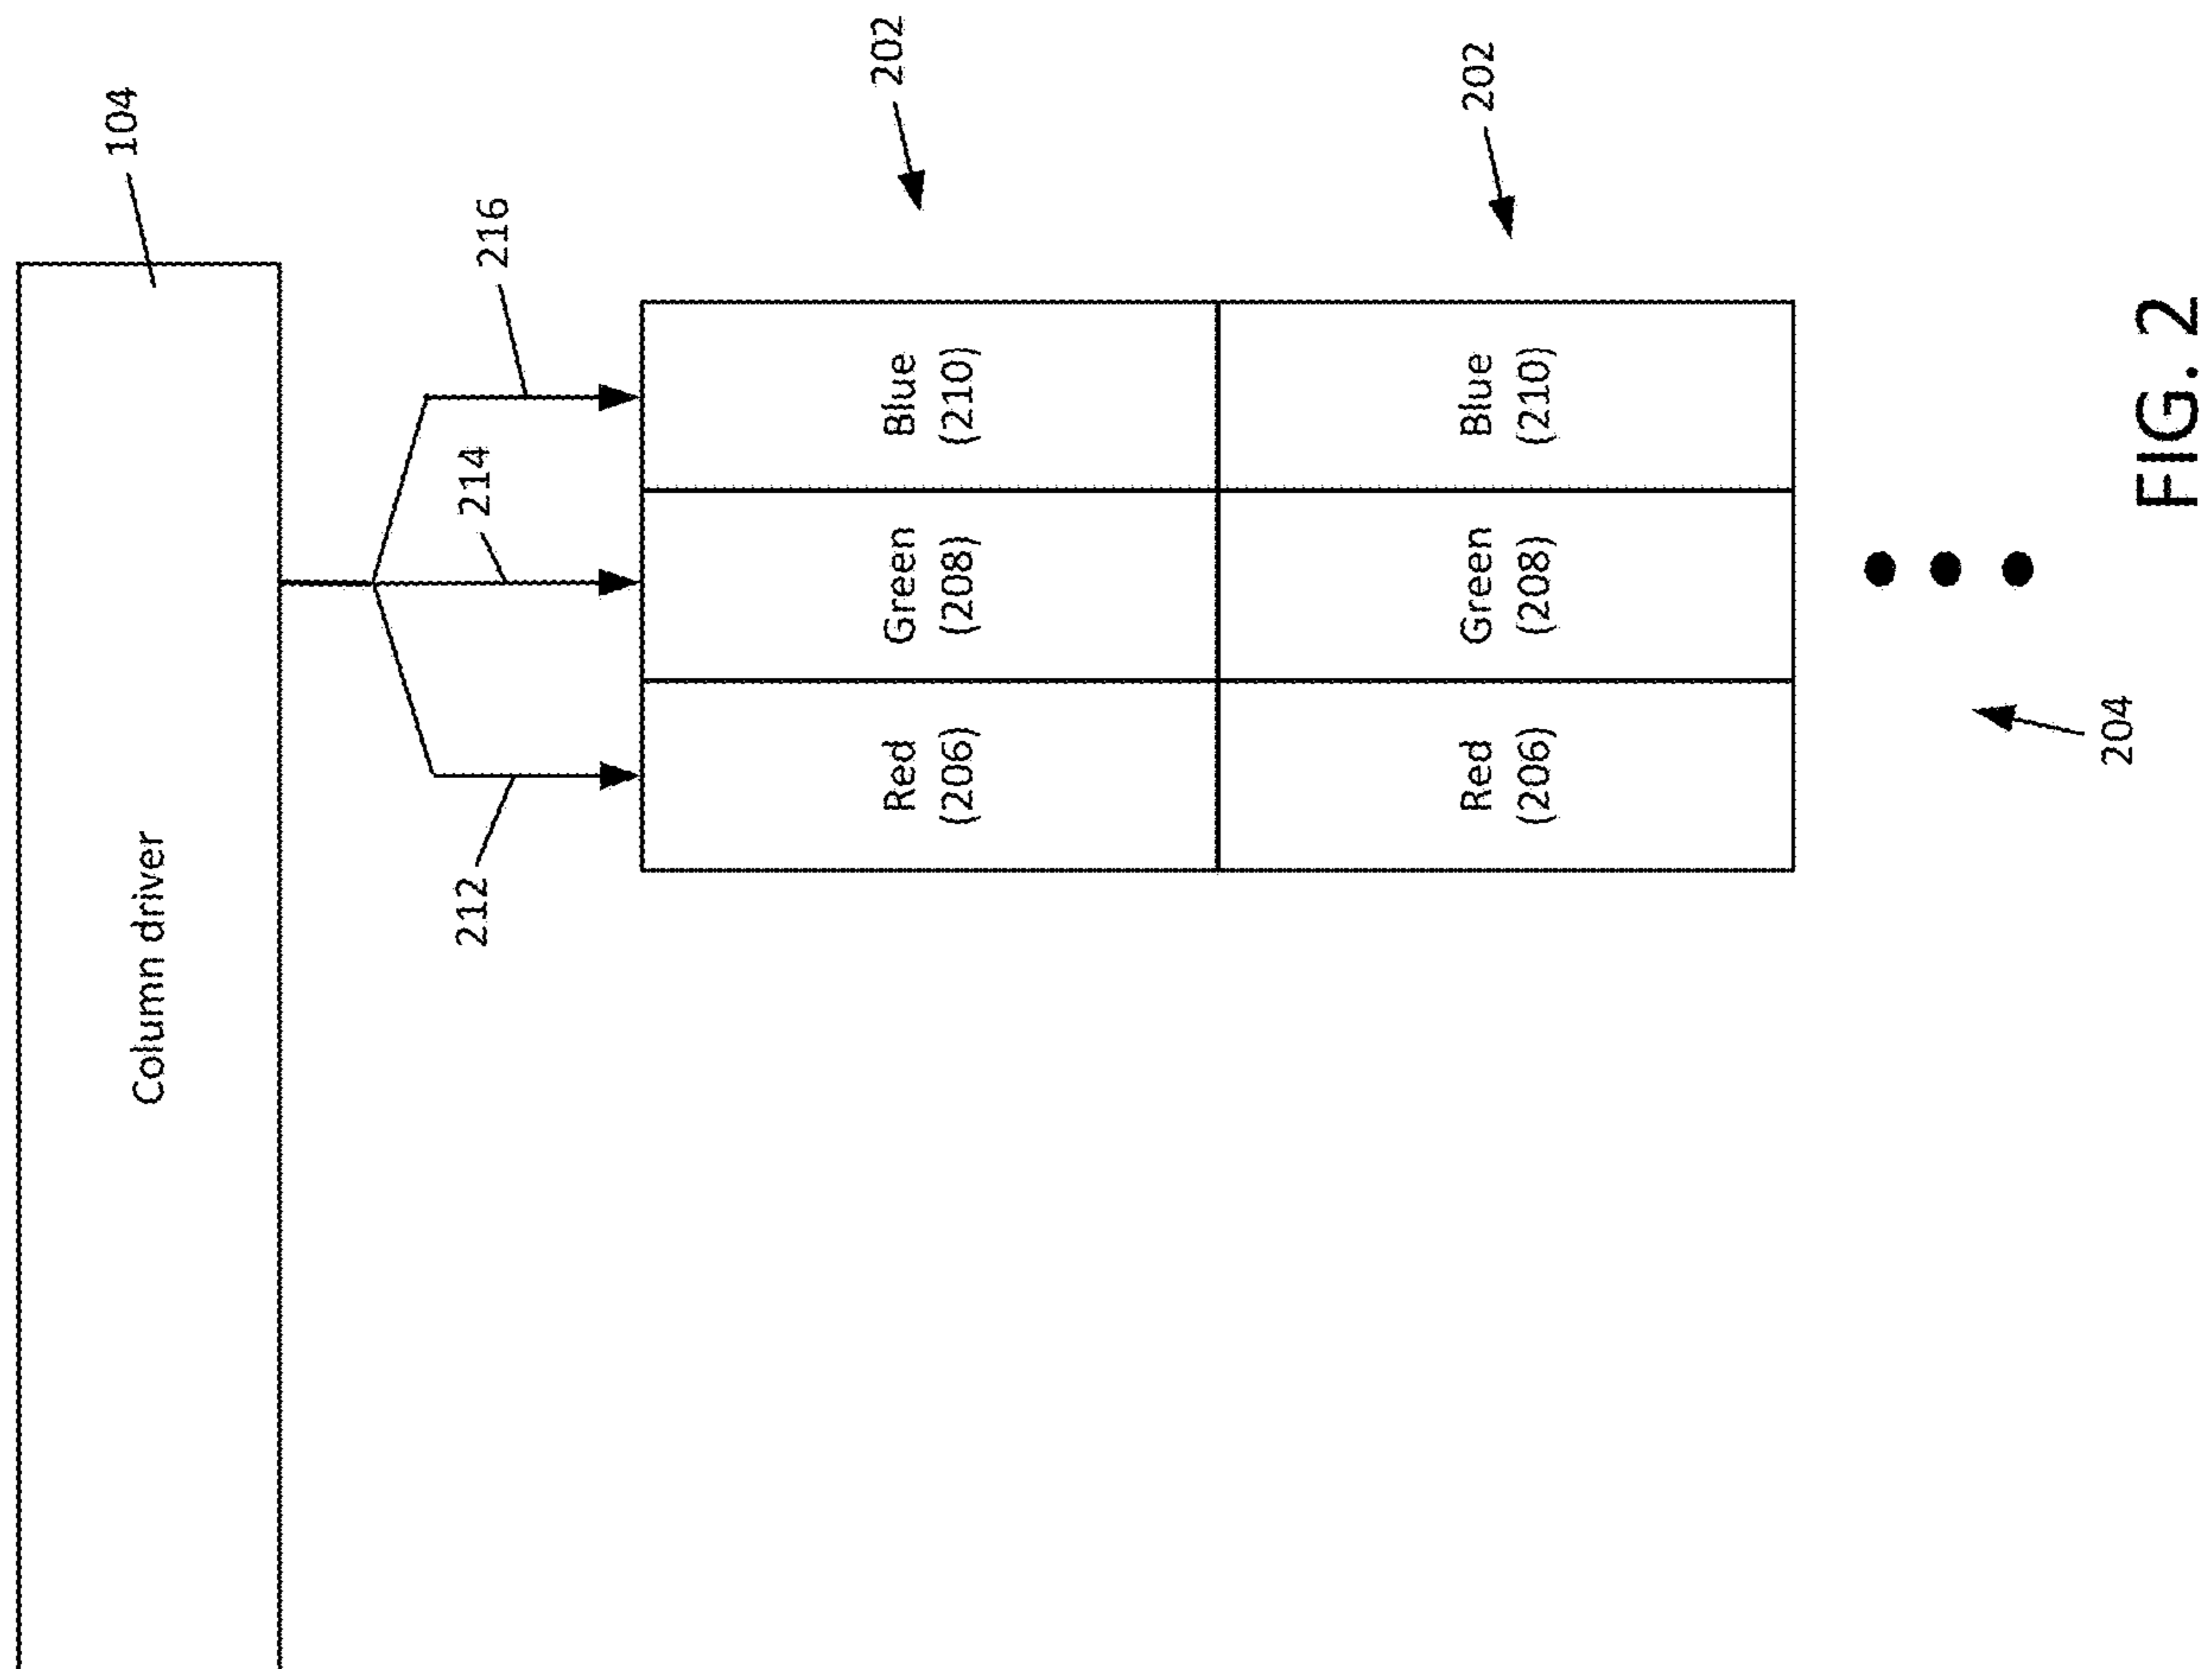 Column driver
104
212
214
216
Red
(206)
Green
(208)
Blue
(210)
202
Red
(206)
Green
(208)
Blue
(210)
202
204
FIG. 2